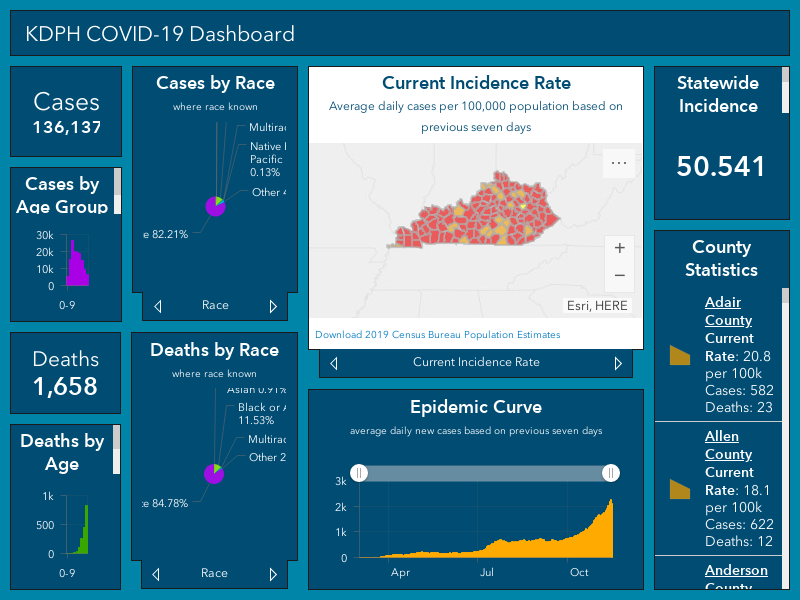 KDPH COVID-19 Dashboard
Cases
136,137
Cases by
Age Group
30k
20k
10k
0
0-9
Deaths
1,658
Deaths by
Age
1k
500
0
0-9
Cases by Race
where race known
Multirac
Native
Pacific
0.13%
Other
82.21%
Race
Deaths by Race
where race known
Asian 0.91%
Black or
11.53%
Multirac
Other 2
84.78%
Race
Current Incidence Rate
Average daily cases per 100,000 population based on
previous seven days
...
+
−
Esri, HERE
Download 2019 Census Bureau Population Estimates
Current Incidence Rate
Epidemic Curve
average daily new cases based on previous seven days
3k
2k
1k
0
Apr
Jul
Oct
Statewide
Incidence
50.541
County
Statistics
Adair
County
Current
Rate: 20.8
per 100k
Cases: 582
Deaths: 23
Allen
County
Current
Rate: 18.1
per 100k
Cases: 622
Deaths: 12
Anderson
County